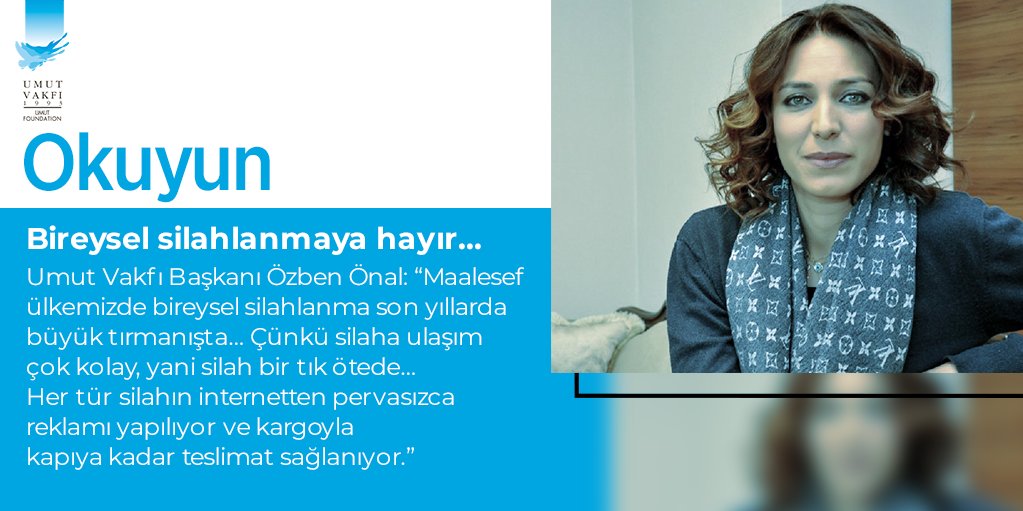 UMUT
VAKFI
1993
UMUT
FOUNDATION
Okuyun
Bireysel silahlanmaya hayır...
Umut Vakfı Başkanı Özben Önal: “Maalesef
ülkemizde bireysel silahlanma son yıllarda
büyük tırmanışta... Çünkü silaha ulaşım
çok kolay, yani silah bir tık ötede...
Her tür silahın internetten pervasızca
reklamı yapılıyor ve kargoyla
kapıya kadar teslimat sağlanıyor.”